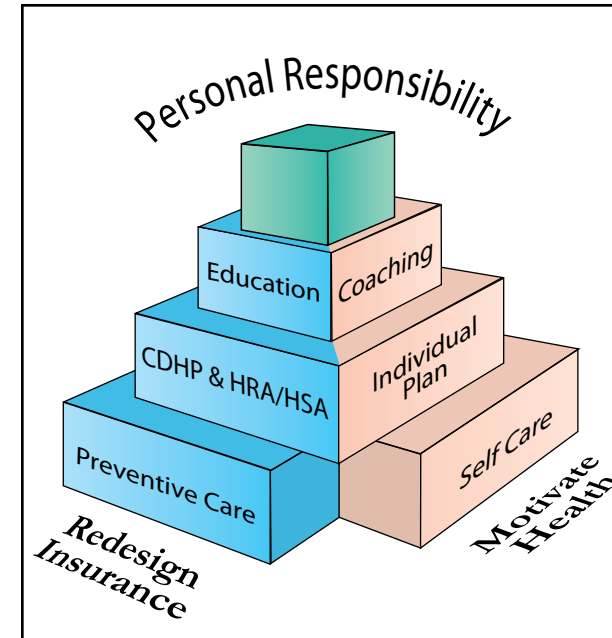 Personal Responsibility
Education
Coaching
CDHP & HRA/HSA
Individual
Plan
Preventive Care
Self Care
Redesign
Insurance
Motivate
Health